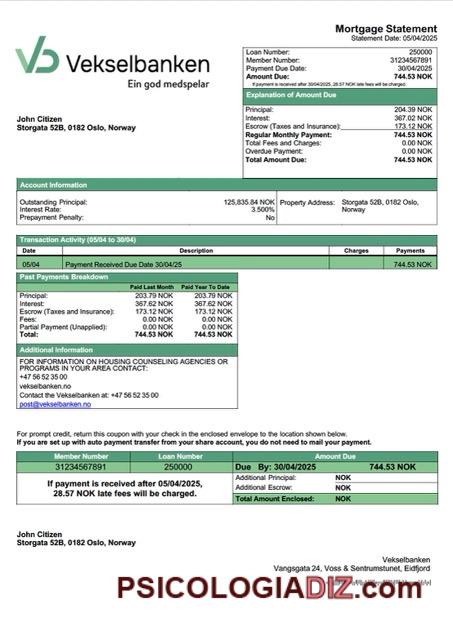 Mortgage Statement
Statement Date: 05/04/2025
Vekselbanken
Ein god medspelar
Loan Number: 250000
Member Number: 31234567891
Payment Due Date: 30/04/2025
Amount Due: 744.53 NOK
If payment is received after 30/04/2025, 28.57 NOK late fees will be charged.
Explanation of Amount Due
Principal: 204.39 NOK
Interest: 367.02 NOK
Escrow (Taxes and Insurance): 173.12 NOK
Regular Monthly Payment: 744.53 NOK
Total Fees and Charges: 0.00 NOK
Overdue Payment: 0.00 NOK
Total Amount Due: 744.53 NOK
John Citizen
Storgata 52B, 0182 Oslo, Norway
Account Information
Outstanding Principal: 125,835.84 NOK
Interest Rate: 3.500%
Prepayment Penalty: No
Property Address: Storgata 52B, 0182 Oslo,
Norway
Transaction Activity (05/04 to 30/04)
Date Description Charges Payments
05/04 Payment Received Due Date 30/04/25 744.53 NOK
Past Payments Breakdown
Paid Last Month Paid Year To Date
Principal: 203.79 NOK 203.79 NOK
Interest: 367.62 NOK 367.62 NOK
Escrow (Taxes and Insurance): 173.12 NOK 173.12 NOK
Fees: 0.00 NOK 0.00 NOK
Partial Payment (Unapplied): 0.00 NOK 0.00 NOK
Total: 744.53 NOK 744.53 NOK
Additional Information
FOR INFORMATION ON HOUSING COUNSELING AGENCIES OR
PROGRAMS IN YOUR AREA CONTACT:
+47 56 52 35 00
vekselbanken.no
Contact the Vekselbanken at: +47 56 52 35 00
post@vekselbanken.no
For prompt credit, return this coupon with your check in the enclosed envelope to the location shown below.
If you are set up with auto payment transfer from your share account, you do not need to mail your payment.
Member Number Loan Number Amount Due
31234567891 250000 Due By: 30/04/2025 744.53 NOK
If payment is received after 05/04/2025,
28.57 NOK late fees will be charged.
Additional Principal: NOK
Additional Escrow: NOK
Total Amount Enclosed: NOK
John Citizen
Storgata 52B, 0182 Oslo, Norway
Vekselbanken
Vangsgata 24, Voss & Sentrumstunet, Eidfjord
PSICOLOGIADIZ.com